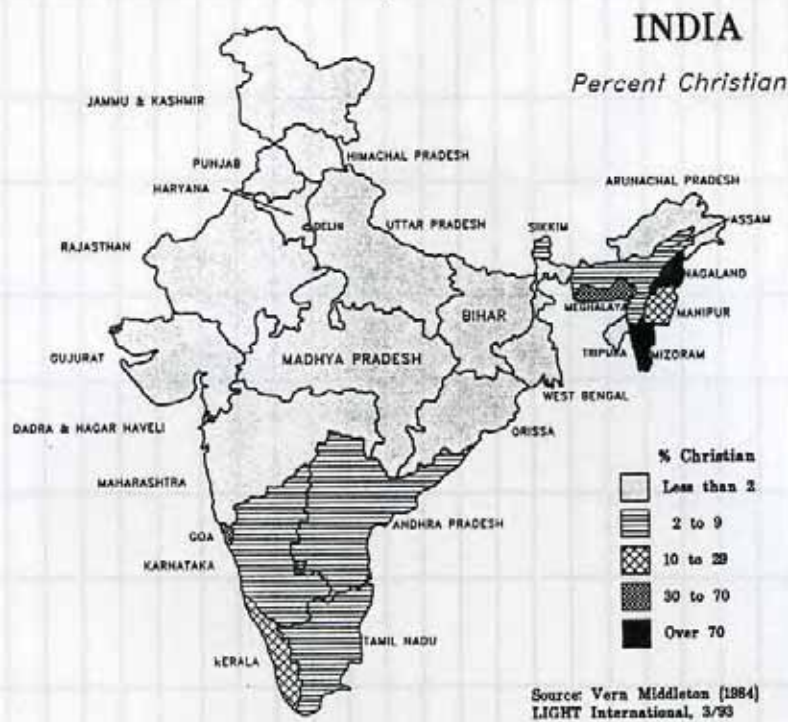 INDIA
Percent Christian
JAMMU & KASHMIR
PUNJAB
HIMACHAL PRADESH
HARYANA
ARUNACHAL PRADESH
DELHI
UTTAR PRADESH
SIKKIM
ASSAM
RAJASTHAN
NAGALAND
BIHAR
MEGHALAYA
MANIPUR
GUJURAT
MADHYA PRADESH
TRIPURA
MIZORAM
WEST BENGAL
DADRA & HAGAR HAVELI
ORISSA
MAHARASHTRA
% Christian
Less than 2
GOA
ANDHRA PRADESH
2 to 9
KARNATAKA
10 to 29
30 to 70
TAMIL NADU
kERALA
Over 70
Source: Vern Middleton [1984]
LIGHT International, 3/93